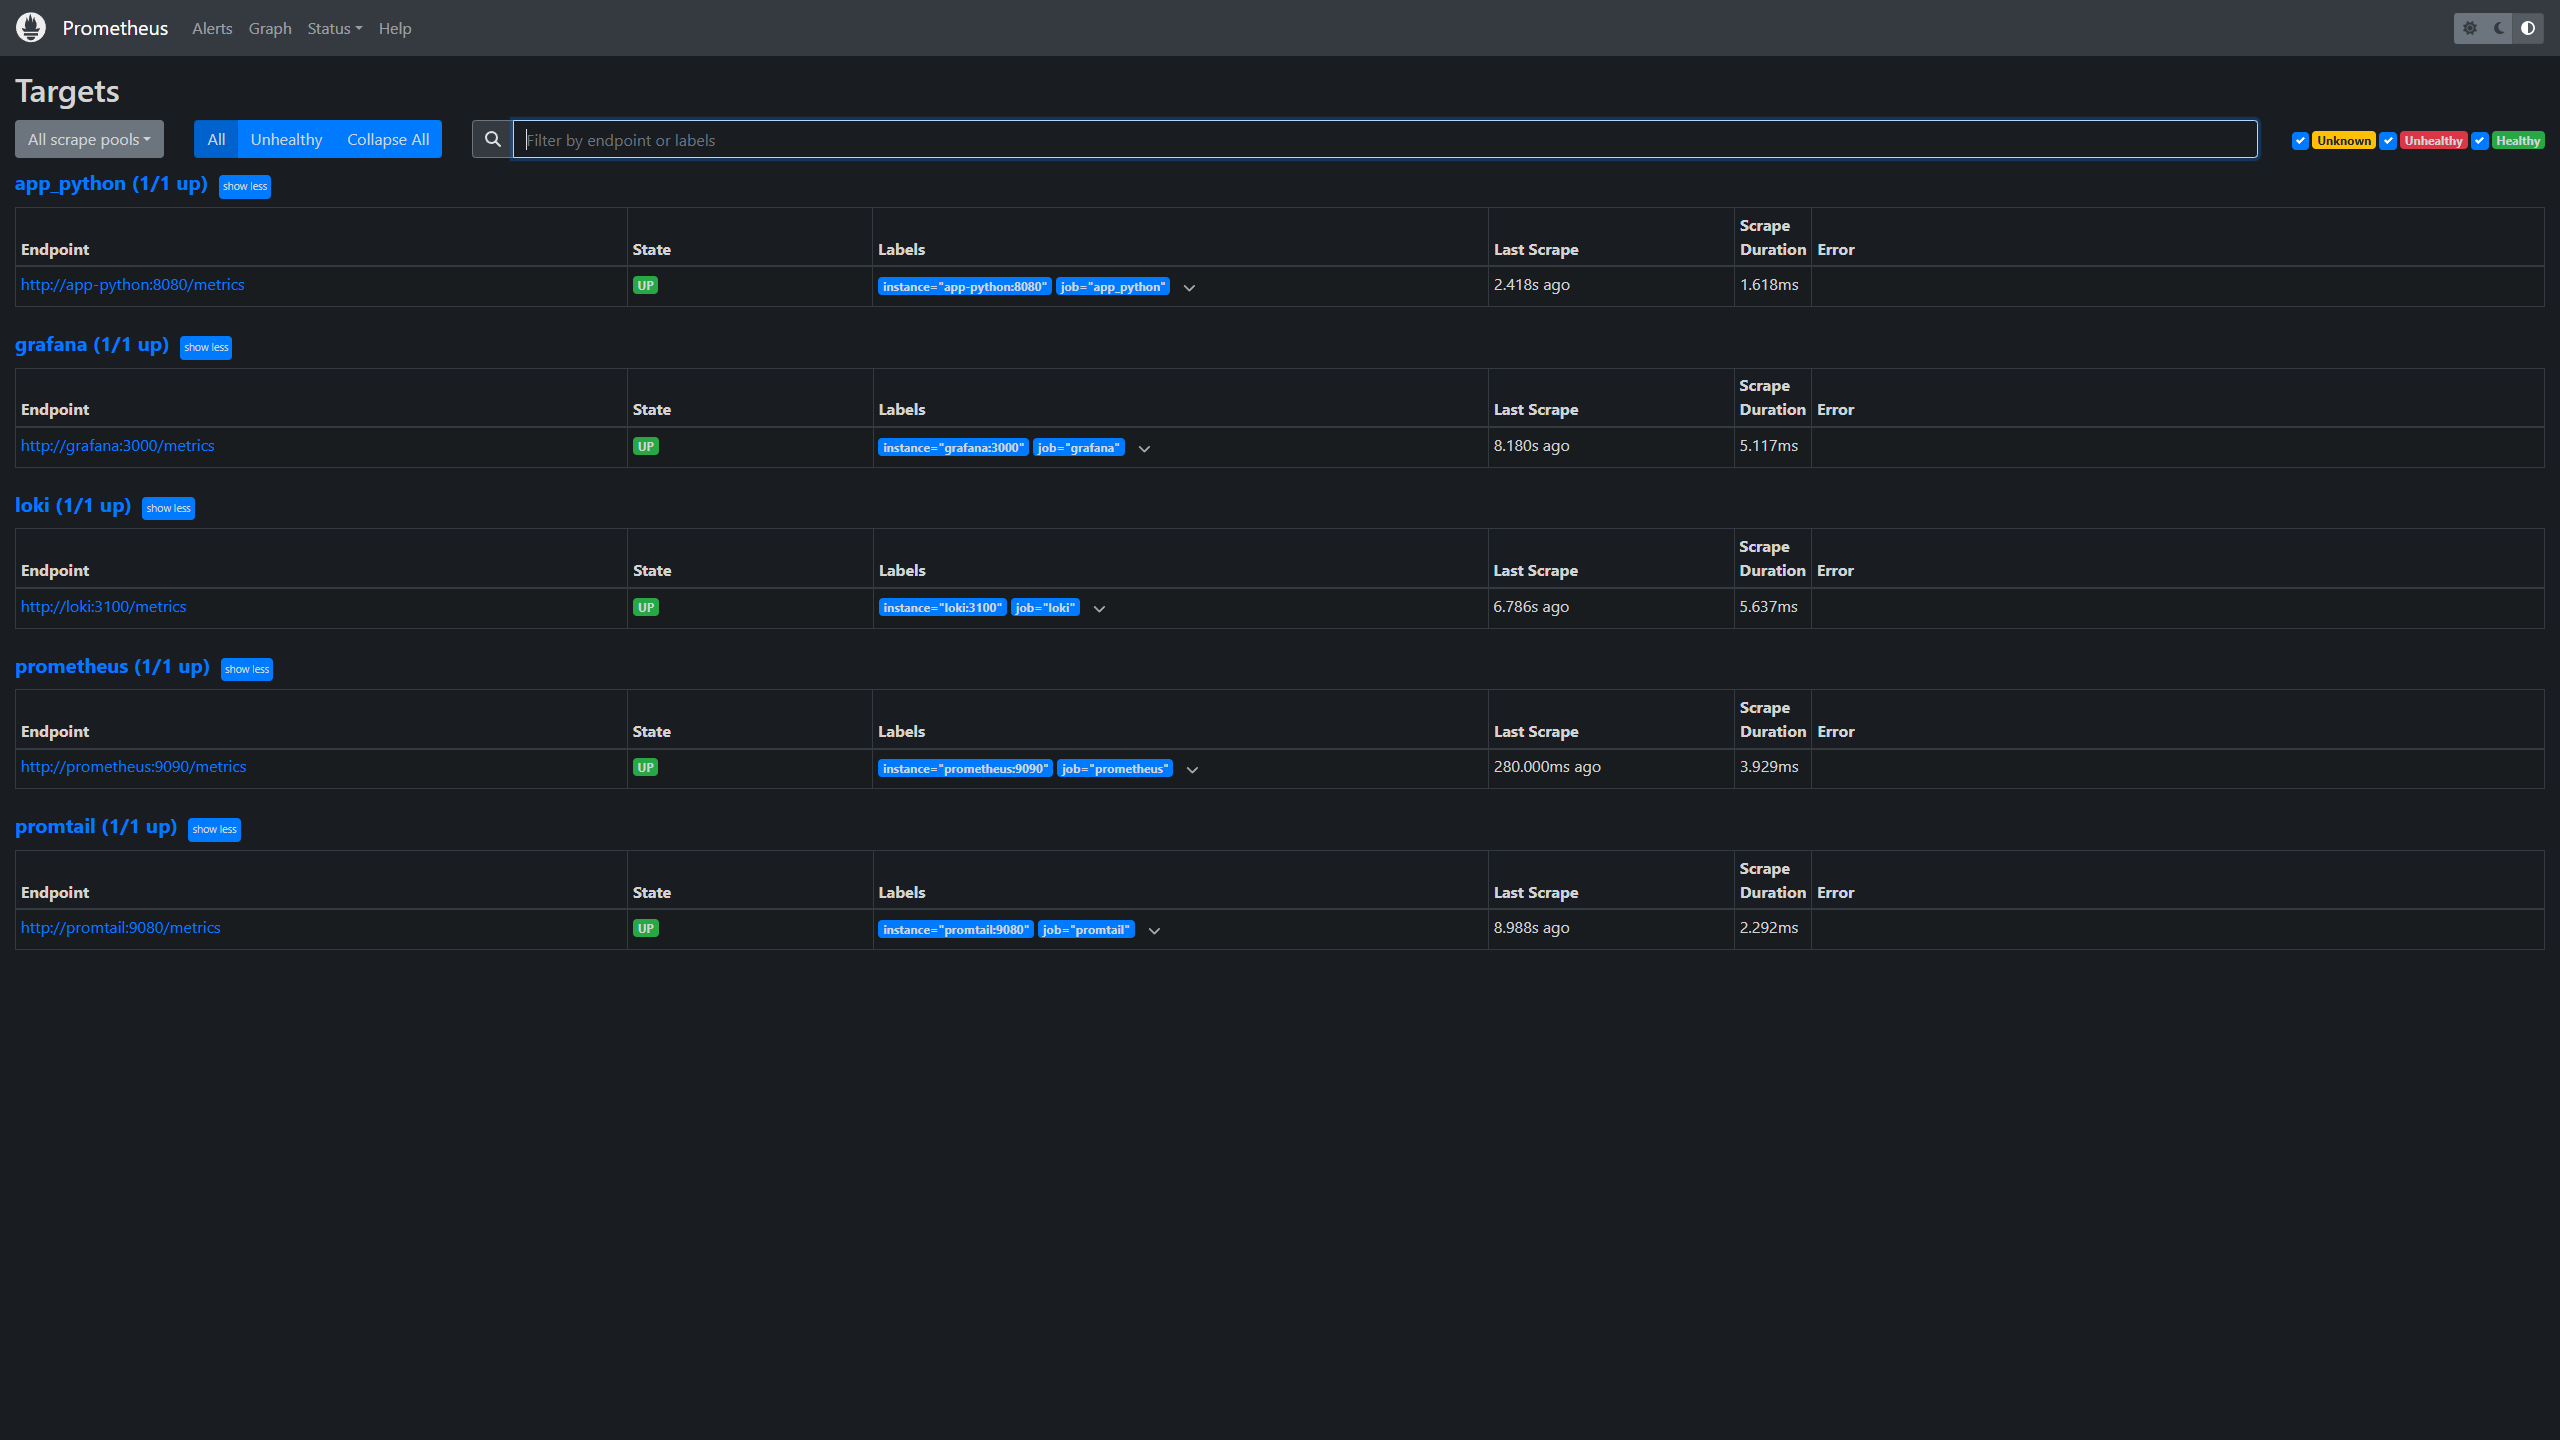 Prometheus Alerts Graph Status Help
Targets
All scrape pools All Unhealthy Collapse All Filter by endpoint or labels Unknown Unhealthy Healthy
app_python (1/1 up) show less
Endpoint State Labels Last Scrape Scrape Duration Error
http://app-python:8080/metrics UP instance="app-python:8080" job="app_python" 2.418s ago 1.618ms
grafana (1/1 up) show less
Endpoint State Labels Last Scrape Scrape Duration Error
http://grafana:3000/metrics UP instance="grafana:3000" job="grafana" 8.180s ago 5.117ms
loki (1/1 up) show less
Endpoint State Labels Last Scrape Scrape Duration Error
http://loki:3100/metrics UP instance="loki:3100" job="loki" 6.786s ago 5.637ms
prometheus (1/1 up) show less
Endpoint State Labels Last Scrape Scrape Duration Error
http://prometheus:9090/metrics UP instance="prometheus:9090" job="prometheus" 280.000ms ago 3.929ms
promtail (1/1 up) show less
Endpoint State Labels Last Scrape Scrape Duration Error
http://promtail:9080/metrics UP instance="promtail:9080" job="promtail" 8.988s ago 2.292ms